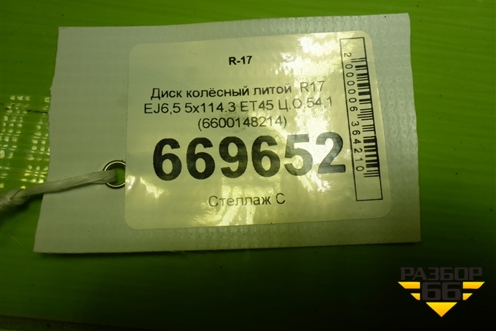 R-17
Диск колёсный литой R17
EJ6,5 5x114.3 ET45 Ц.О.54,1
(6600148214)
669652
Стеллаж С
2000006364210
РАЗБОР
66